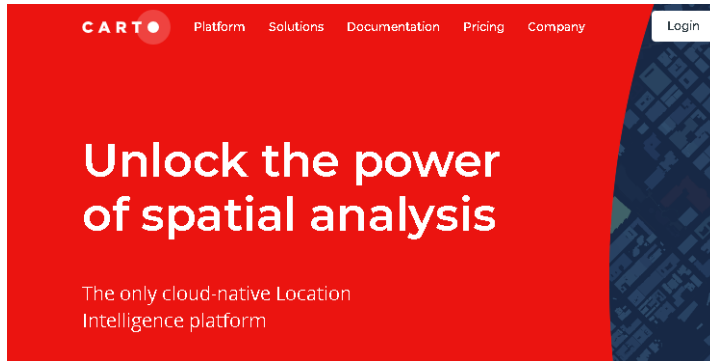 CARTO Platform Solutions Documentation Pricing Company Login
Unlock the power
of spatial analysis
The only cloud-native Location
Intelligence platform